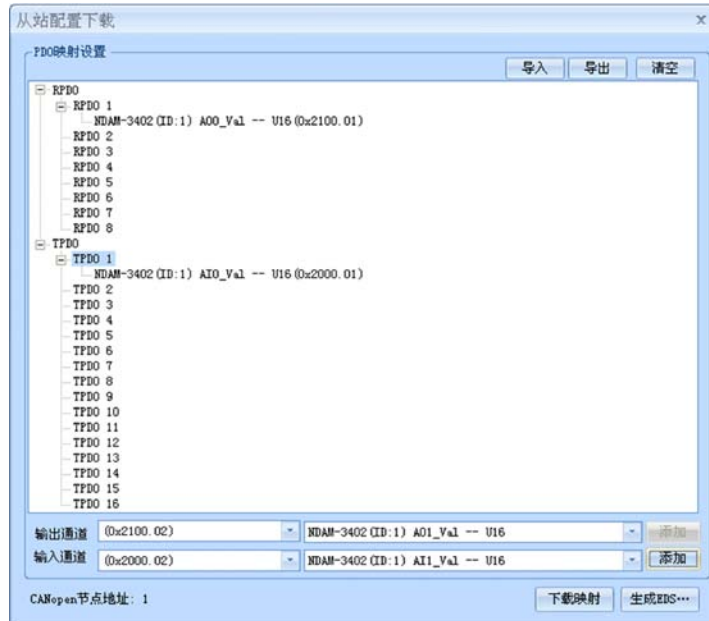 从站配置下载 x
PDO映射设置
导入 导出 清空
RPDO
RPDO 1
NDAM-3402(ID:1) AO0_Val -- U16(0x2100.01)
RPDO 2
RPDO 3
RPDO 4
RPDO 5
RPDO 6
RPDO 7
RPDO 8
TPDO
TPDO 1
NDAM-3402(ID:1) AI0_Val -- U16(0x2000.01)
TPDO 2
TPDO 3
TPDO 4
TPDO 5
TPDO 6
TPDO 7
TPDO 8
TPDO 9
TPDO 10
TPDO 11
TPDO 12
TPDO 13
TPDO 14
TPDO 15
TPDO 16
输出通道 (0x2100.02) NDAM-3402(ID:1) AO1_Val -- U16 添加
输入通道 (0x2000.02) NDAM-3402(ID:1) AI1_Val -- U16 添加
CANopen节点地址: 1 下载映射 生成EDS…